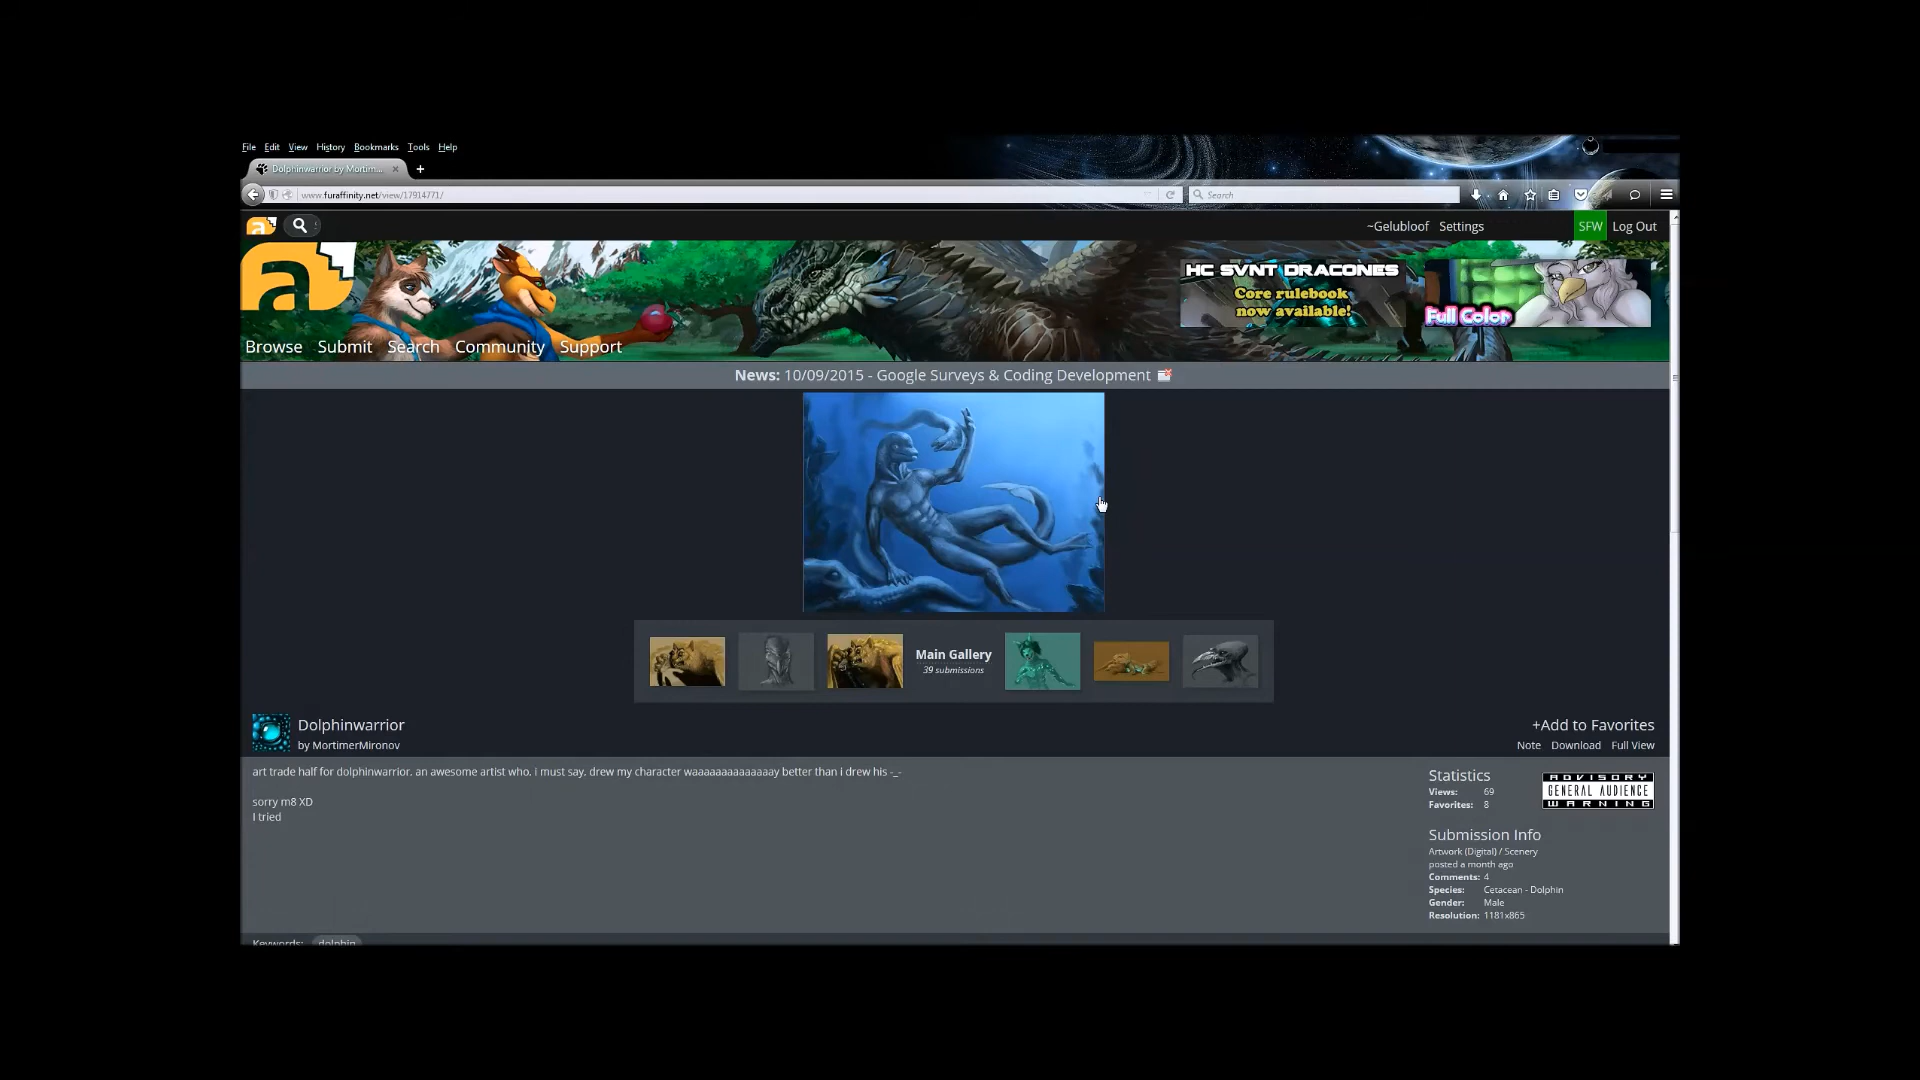 File Edit View History Bookmarks Tools Help
Dolphinwarrior by Mortim...
www.furaffinity.net/view/17914771/
Search
~Gelubloof Settings SFW Log Out
HC SVNT DRACONES
Core rulebook
now available!
Full Color
Browse Submit Search Community Support
News: 10/09/2015 - Google Surveys & Coding Development
Main Gallery
39 submissions
Dolphinwarrior
by MortimerMironov
+Add to Favorites
Note Download Full View
art trade half for dolphinwarrior. an awesome artist who, i must say, drew my character waaaaaaaaaaaaaay better than i drew his -_-
sorry m8 XD
I tried
Statistics
Views: 69
Favorites: 8
ADVISORY
GENERAL AUDIENCE
WARNING
Submission Info
Artwork (Digital) / Scenery
posted a month ago
Comments: 4
Species: Cetacean - Dolphin
Gender: Male
Resolution: 1181x865
Keywords: dolphin